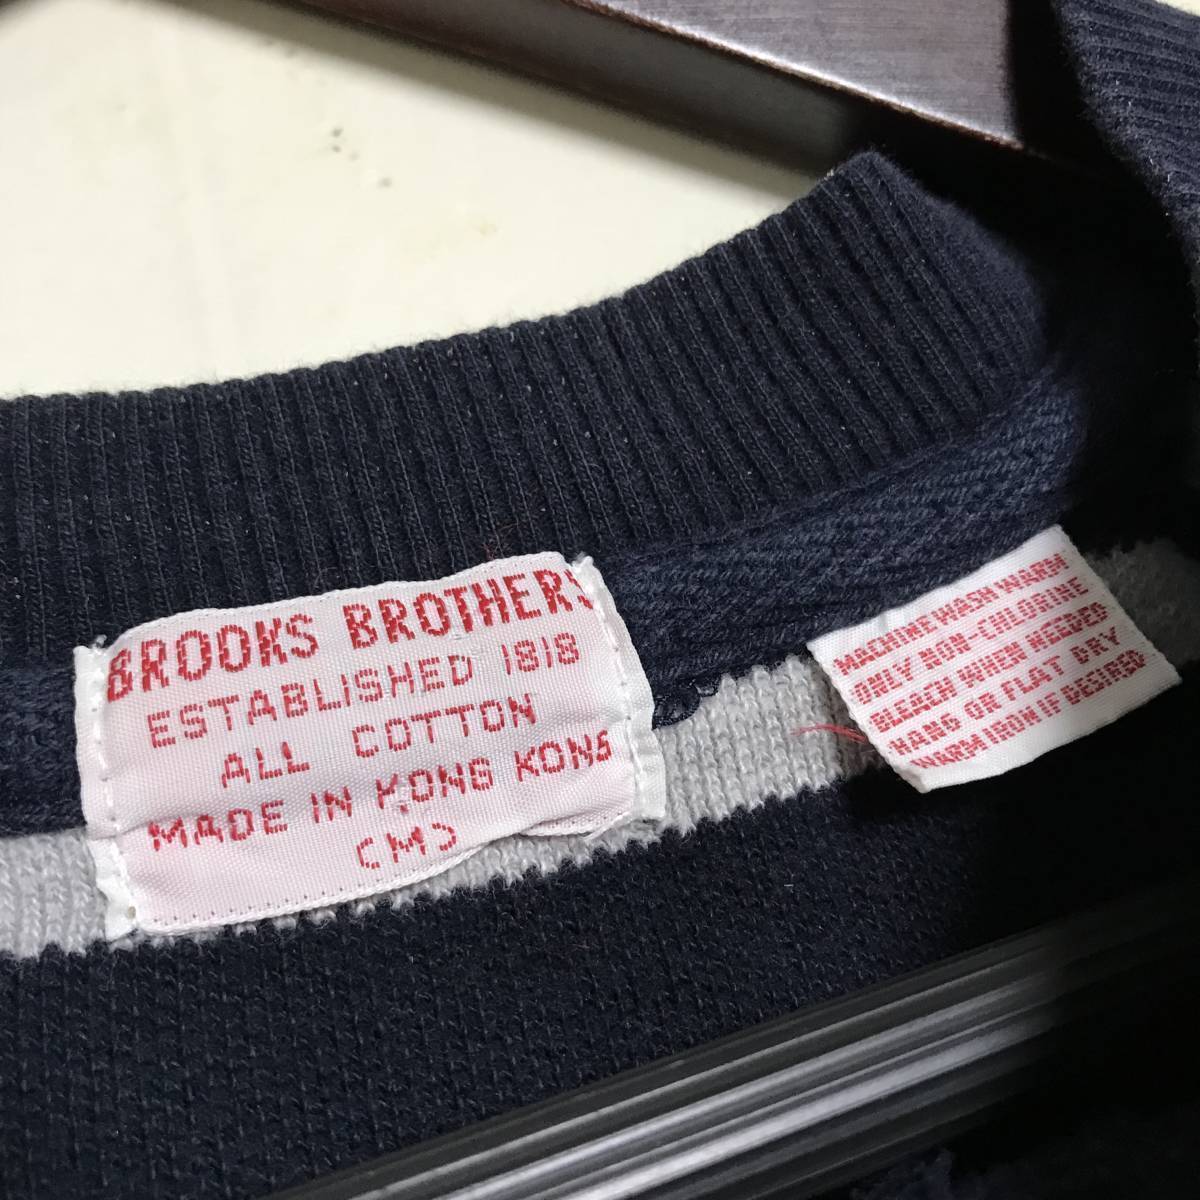 BROOKS BROTHERS
ESTABLISHED 1818
ALL COTTON
MADE IN HONG KONG
(M)
MACHINE WASH WARM
ONLY NON-CHLORINE
BLEACH WHEN NEEDED
HANG OR FLAT DRY
WARM IRON IF DESIRED